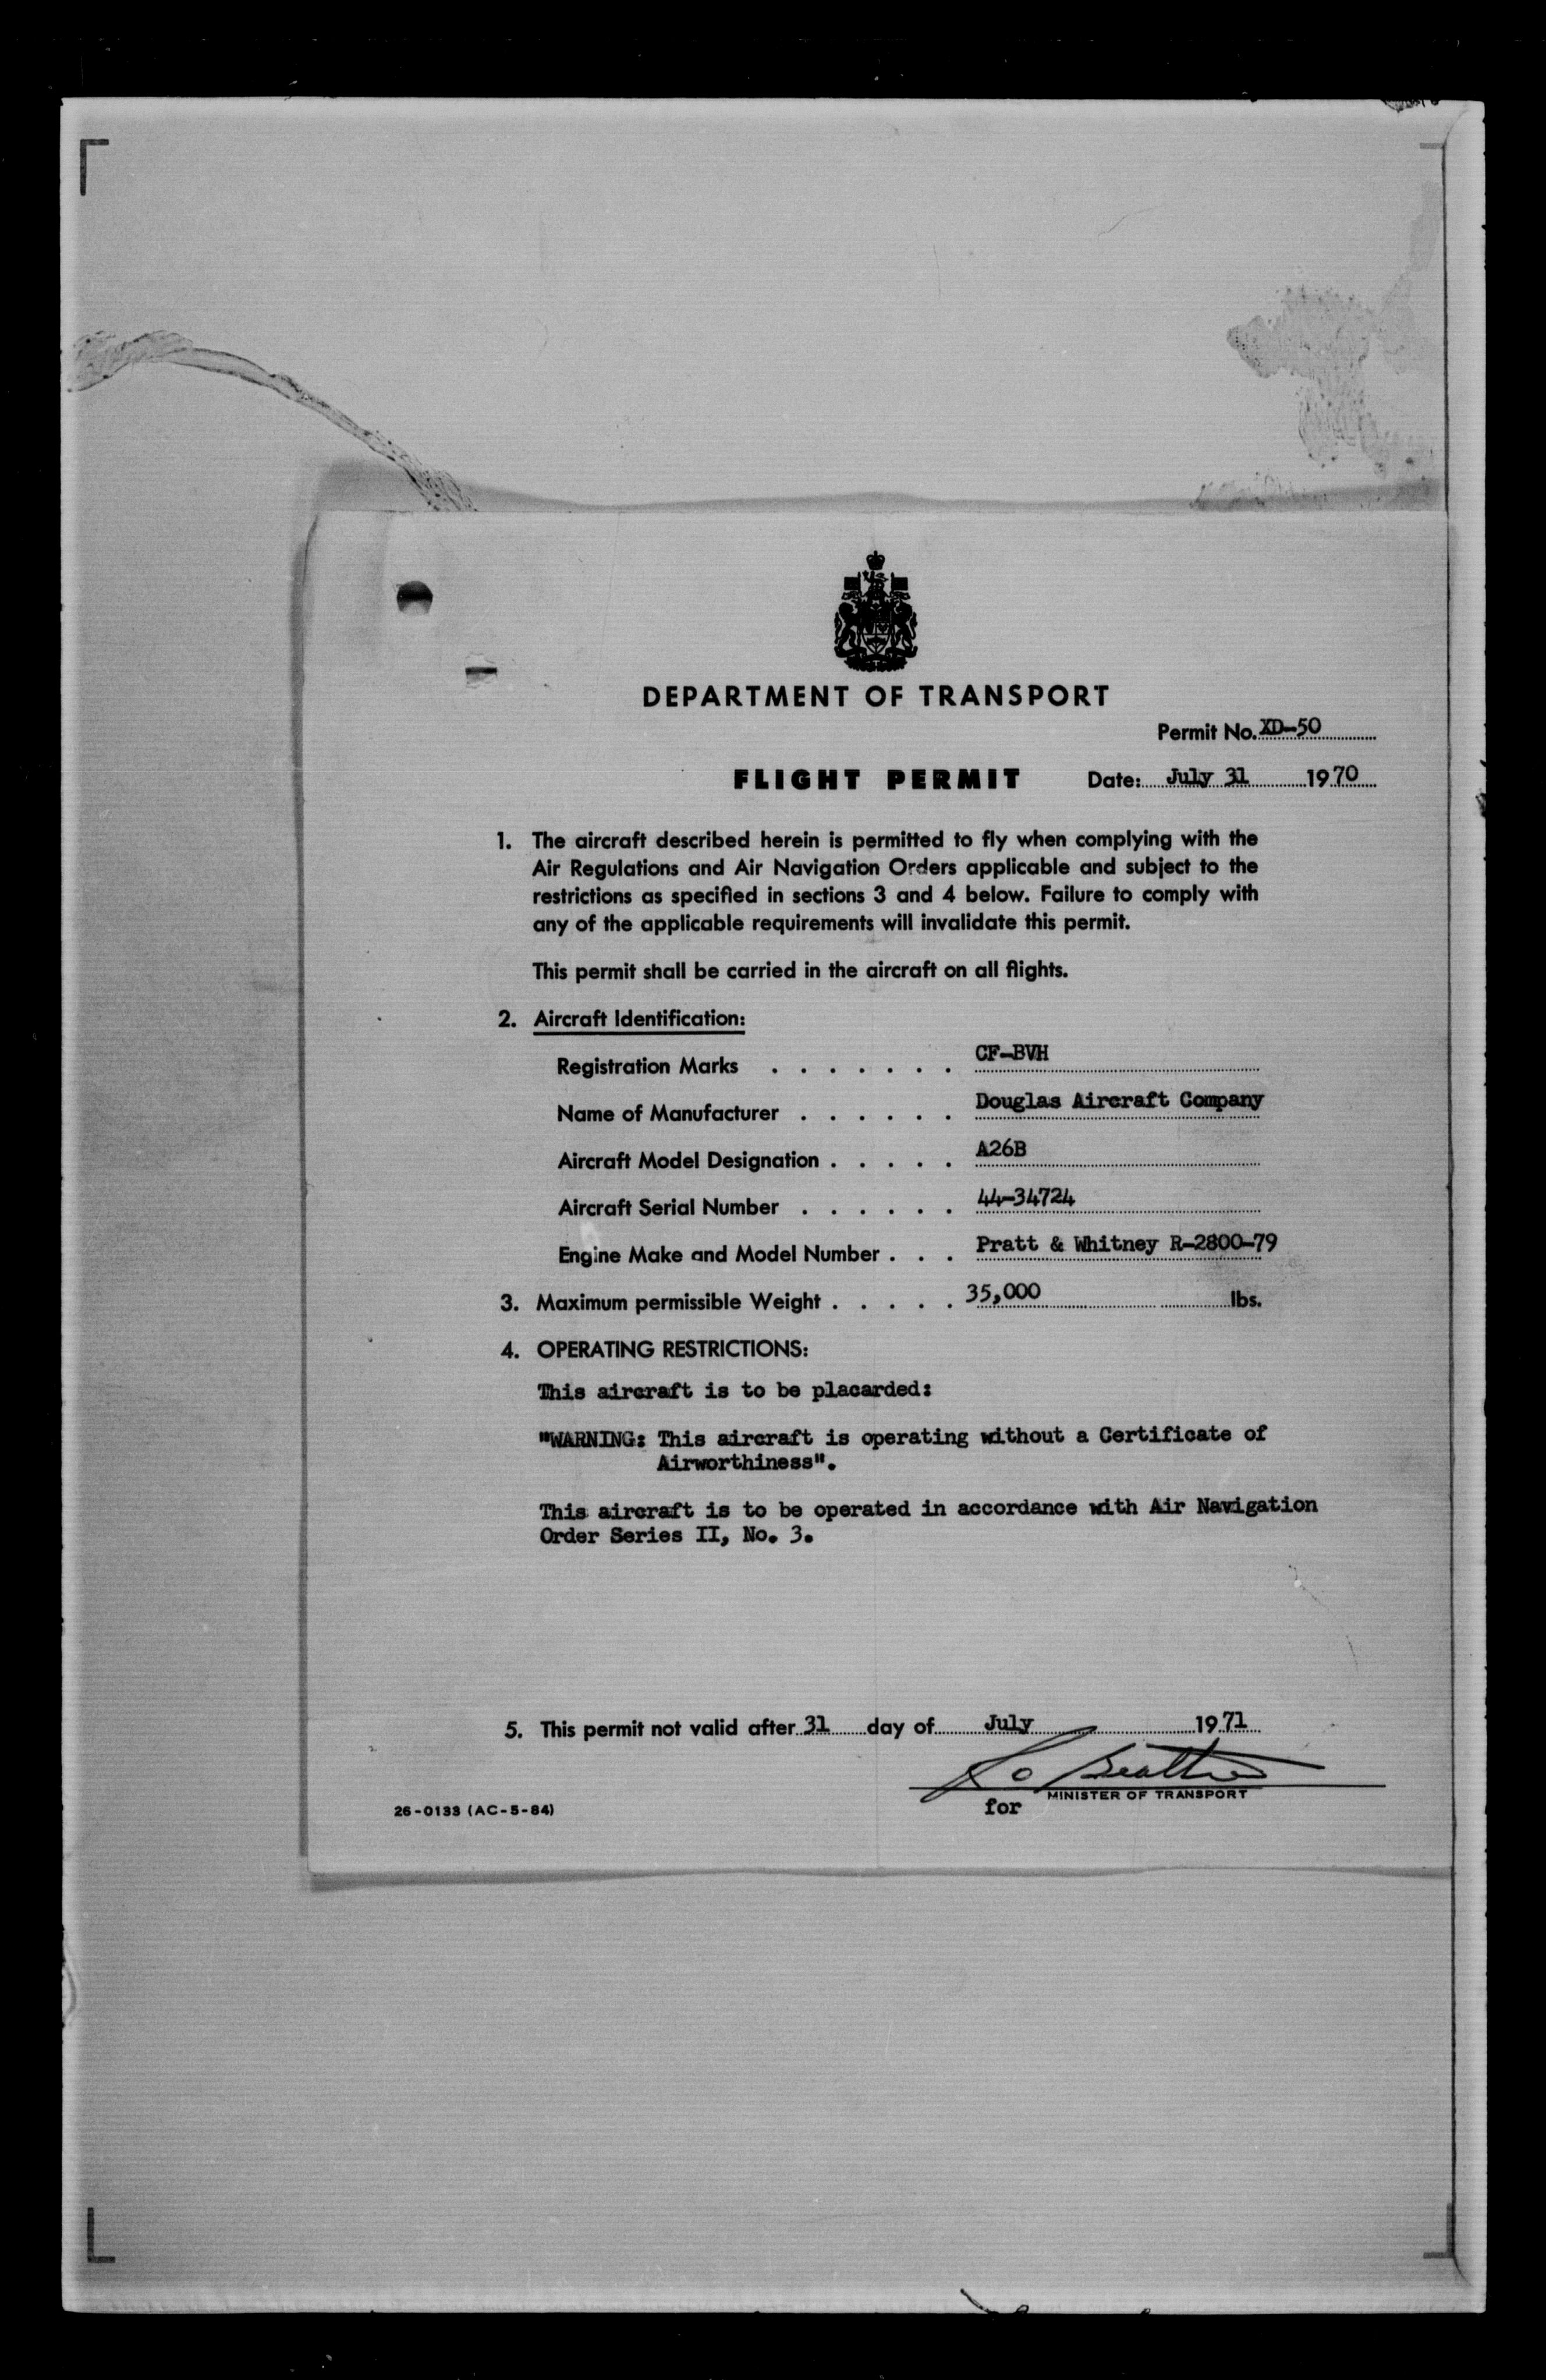 DEPARTMENT OF TRANSPORT
Permit No. XD-50
FLIGHT PERMIT Date: July 31 1970
1. The aircraft described herein is permitted to fly when complying with the
Air Regulations and Air Navigation Orders applicable and subject to the
restrictions as specified in sections 3 and 4 below. Failure to comply with
any of the applicable requirements will invalidate this permit.
This permit shall be carried in the aircraft on all flights.
2. Aircraft Identification:
Registration Marks . . . . . . . CF-BVH
Name of Manufacturer . . . . . . Douglas Aircraft Company
Aircraft Model Designation . . . . . A26B
Aircraft Serial Number . . . . . . 44-34724
Engine Make and Model Number . . . Pratt & Whitney R-2800-79
3. Maximum permissible Weight . . . . . 35,000 lbs.
4. OPERATING RESTRICTIONS:
This aircraft is to be placarded:
"WARNING: This aircraft is operating without a Certificate of
Airworthiness".
This aircraft is to be operated in accordance with Air Navigation
Order Series II, No. 3.
5. This permit not valid after 31 day of July 1971
MINISTER OF TRANSPORT
for
26-0133 (AC-5-84)